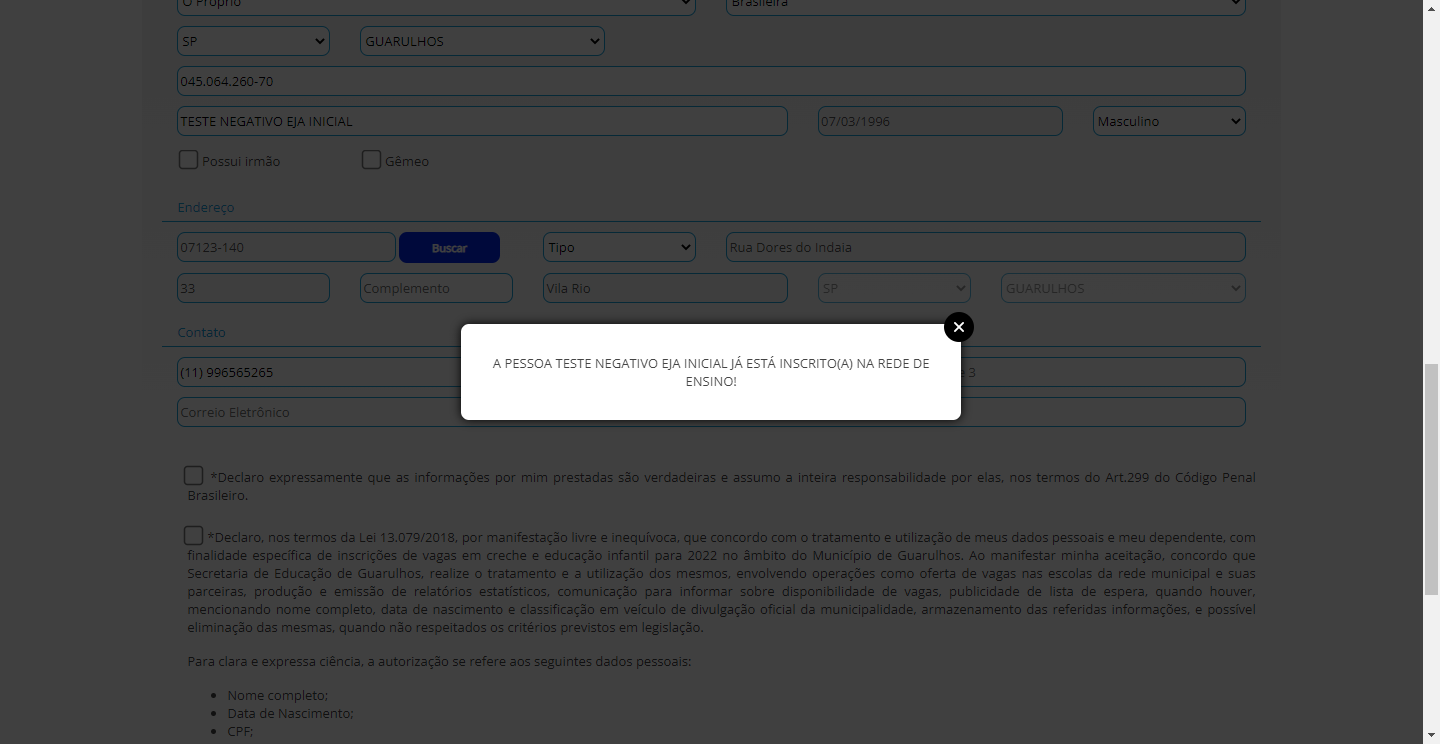 O Próprio Brasileira
SP GUARULHOS
045.064.260-70
TESTE NEGATIVO EJA INICIAL 07/03/1996 Masculino
Possui irmão Gêmeo
Endereço
07123-140 Buscar Tipo Rua Dores do Indaia
33 Complemento Vila Rio SP GUARULHOS
Contato
A PESSOA TESTE NEGATIVO EJA INICIAL JÁ ESTÁ INSCRITO(A) NA REDE DE
ENSINO!
(11) 996565265 3
Correio Eletrônico
*Declaro expressamente que as informações por mim prestadas são verdadeiras e assumo a inteira responsabilidade por elas, nos termos do Art.299 do Código Penal
Brasileiro.
*Declaro, nos termos da Lei 13.079/2018, por manifestação livre e inequívoca, que concordo com o tratamento e utilização de meus dados pessoais e meu dependente, com
finalidade específica de inscrições de vagas em creche e educação infantil para 2022 no âmbito do Município de Guarulhos. Ao manifestar minha aceitação, concordo que
Secretaria de Educação de Guarulhos, realize o tratamento e a utilização dos mesmos, envolvendo operações como oferta de vagas nas escolas da rede municipal e suas
parceiras, produção e emissão de relatórios estatísticos, comunicação para informar sobre disponibilidade de vagas, publicidade de lista de espera, quando houver,
mencionando nome completo, data de nascimento e classificação em veículo de divulgação oficial da municipalidade, armazenamento das referidas informações, e possível
eliminação das mesmas, quando não respeitados os critérios previstos em legislação.
Para clara e expressa ciência, a autorização se refere aos seguintes dados pessoais:
• Nome completo;
• Data de Nascimento;
• CPF;